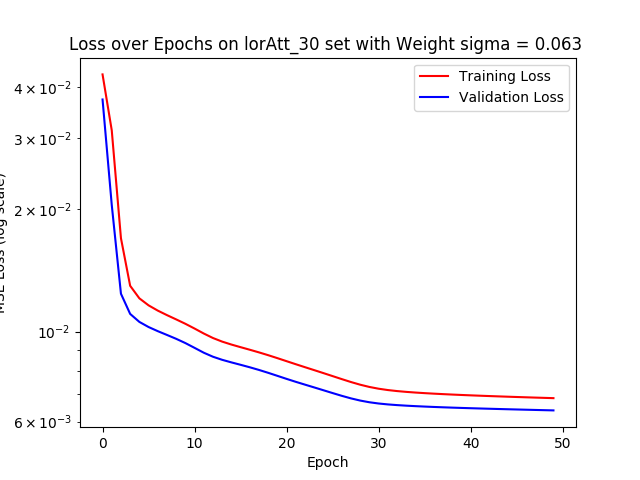 Loss over Epochs on lorAtt_30 set with Weight sigma = 0.063
Training Loss
Validation Loss
4 × 10⁻²
3 × 10⁻²
2 × 10⁻²
10⁻²
6 × 10⁻³
MSE Loss (log scale)
0 10 20 30 40 50
Epoch